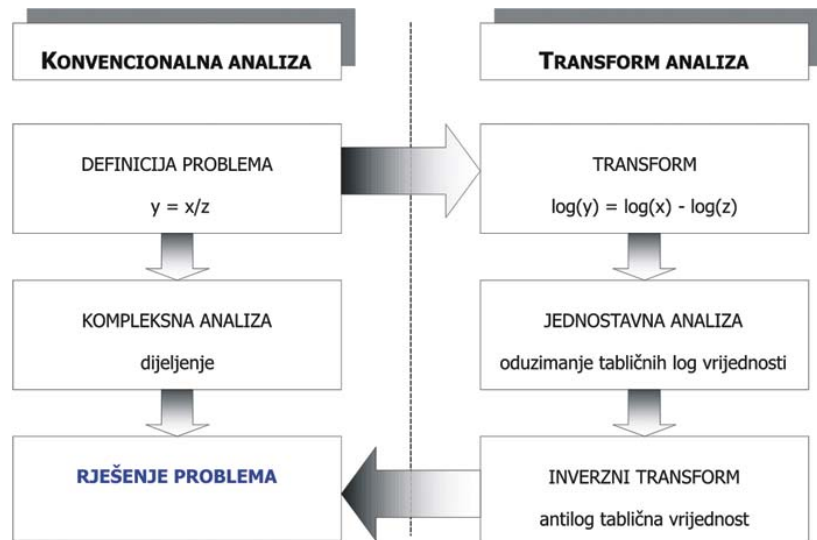 KONVENCIONALNA ANALIZA
TRANSFORM ANALIZA
DEFINICIJA PROBLEMA
y = x/z
TRANSFORM
log(y) = log(x) - log(z)
KOMPLEKSNA ANALIZA
dijeljenje
JEDNOSTAVNA ANALIZA
oduzimanje tabličnih log vrijednosti
RJEŠENJE PROBLEMA
INVERZNI TRANSFORM
antilog tablična vrijednost